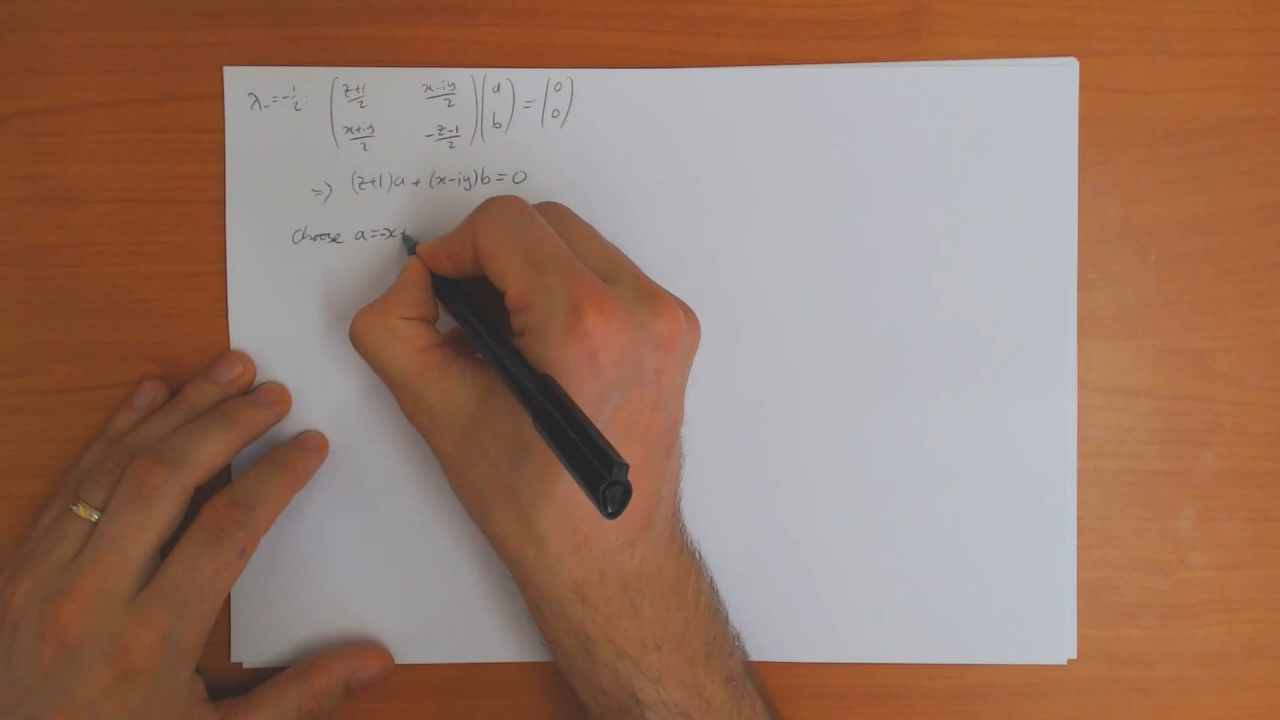 λ₋ = -1/2 : ( (z+1)/2 (x-iy)/2 ; (x+iy)/2 (-z-1)/2 ) ( a ; b ) = ( 0 ; 0 )
⇒ (z+1)a + (x-iy)b = 0
Choose a = -x+